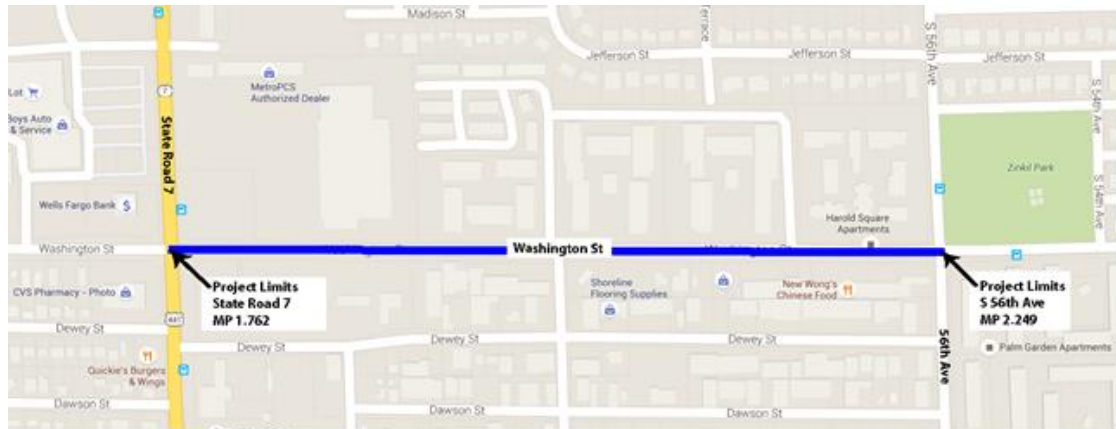 Madison St
Terrace
S 56th Ave
Jefferson St
Jefferson St
Jefferson St
MetroPCS
Authorized Dealer
7
Lot
Boys Auto
& Service
S 54th Ave
State Road 7
Zinkil Park
S 54th Ave
Wells Fargo Bank $
Harold Square
Apartments
Washington St
Washington St
Project Limits
State Road 7
MP 1.762
Project Limits
S 56th Ave
MP 2.249
Shoreline
Flooring Supplies
New Wong's
Chinese Food
CVS Pharmacy - Photo
441
Dewey St
Dewey St
Dewey St
Dewey St
56th Ave
Palm Garden Apartments
Quickie's Burgers
& Wings
Dawson St
Dawson St
Dawson St